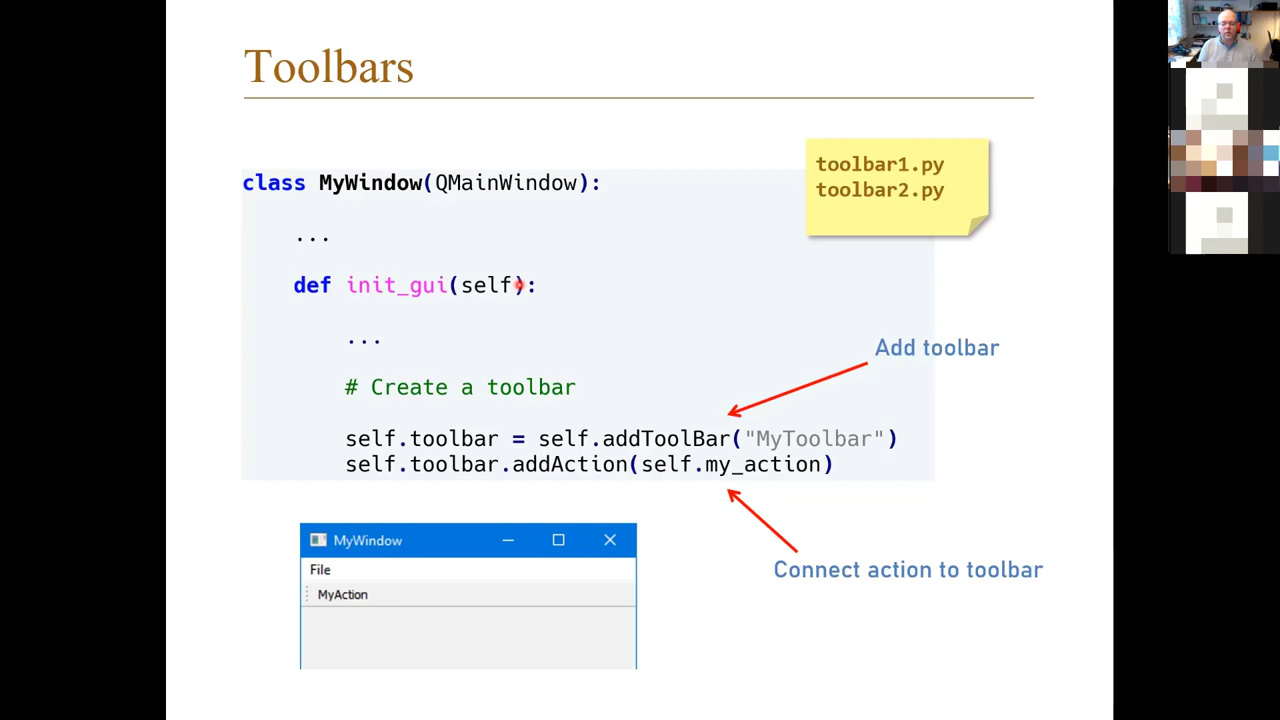 Toolbars
toolbar1.py
toolbar2.py
class MyWindow(QMainWindow):
...
def init_gui(self):
...
# Create a toolbar
self.toolbar = self.addToolBar("MyToolbar")
self.toolbar.addAction(self.my_action)
Add toolbar
Connect action to toolbar
MyWindow
File
MyAction